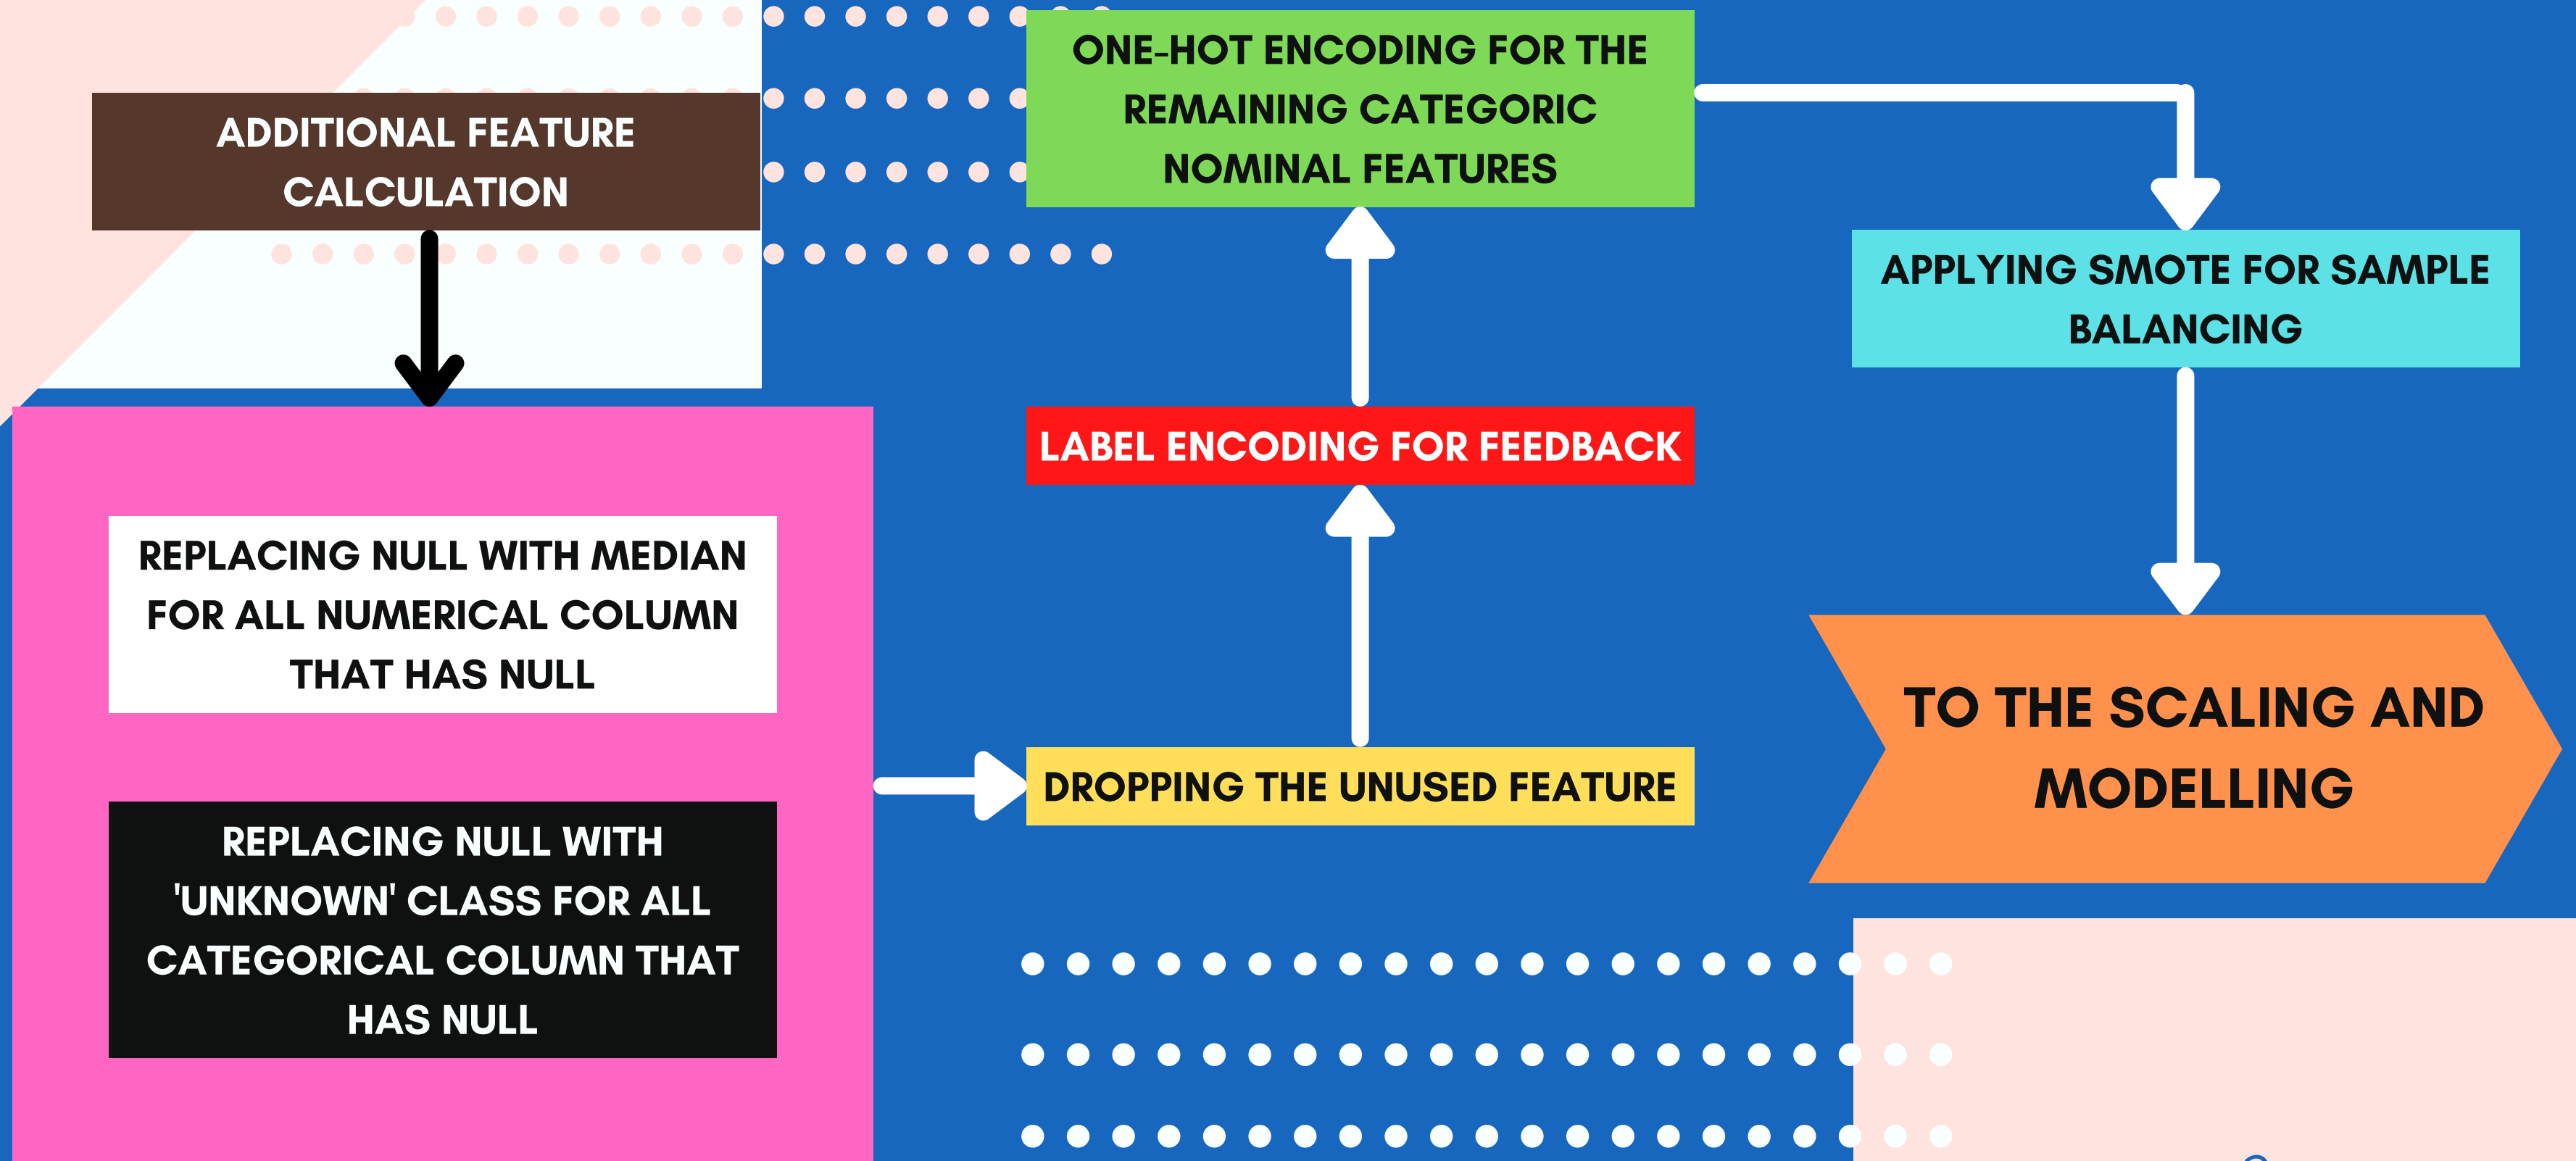 ADDITIONAL FEATURE
CALCULATION
REPLACING NULL WITH MEDIAN
FOR ALL NUMERICAL COLUMN
THAT HAS NULL
REPLACING NULL WITH
'UNKNOWN' CLASS FOR ALL
CATEGORICAL COLUMN THAT
HAS NULL
DROPPING THE UNUSED FEATURE
LABEL ENCODING FOR FEEDBACK
ONE-HOT ENCODING FOR THE
REMAINING CATEGORIC
NOMINAL FEATURES
APPLYING SMOTE FOR SAMPLE
BALANCING
TO THE SCALING AND
MODELLING